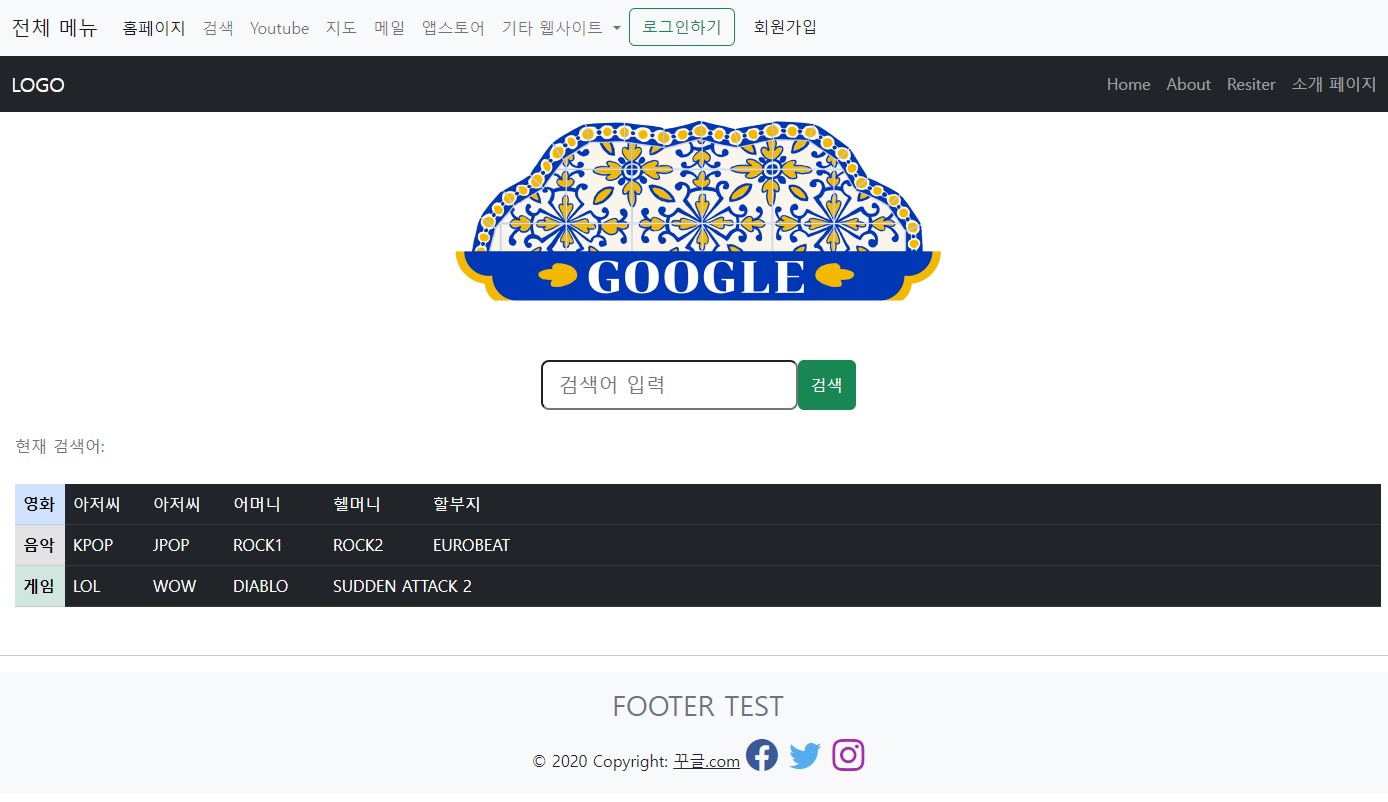 전체 메뉴 홈페이지 검색 Youtube 지도 메일 앱스토어 기타 웹사이트 로그인하기 회원가입
LOGO Home About Resiter 소개 페이지
GOOGLE
검색어 입력 검색
현재 검색어:
영화 아저씨 아저씨 어머니 헬머니 할부지
음악 KPOP JPOP ROCK1 ROCK2 EUROBEAT
게임 LOL WOW DIABLO SUDDEN ATTACK 2
FOOTER TEST
© 2020 Copyright: 꾸글.com